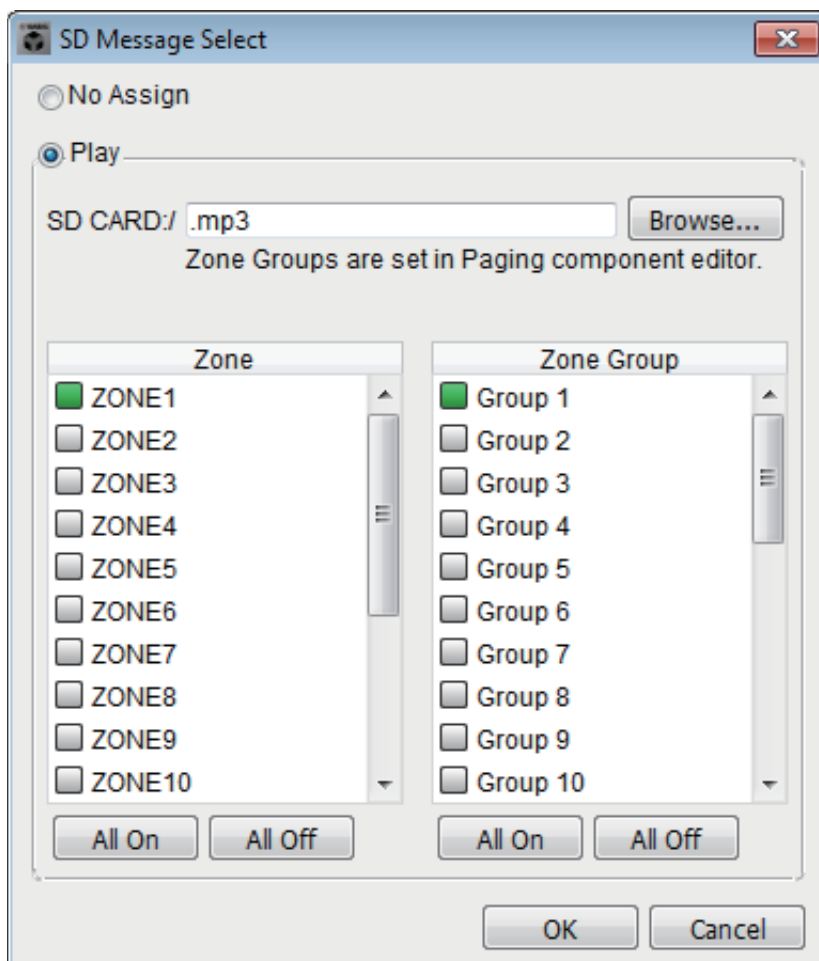 SD Message Select
No Assign
Play
SD CARD:/ .mp3 Browse...
Zone Groups are set in Paging component editor.
Zone
ZONE1
ZONE2
ZONE3
ZONE4
ZONE5
ZONE6
ZONE7
ZONE8
ZONE9
ZONE10
All On All Off
Zone Group
Group 1
Group 2
Group 3
Group 4
Group 5
Group 6
Group 7
Group 8
Group 9
Group 10
All On All Off
OK Cancel